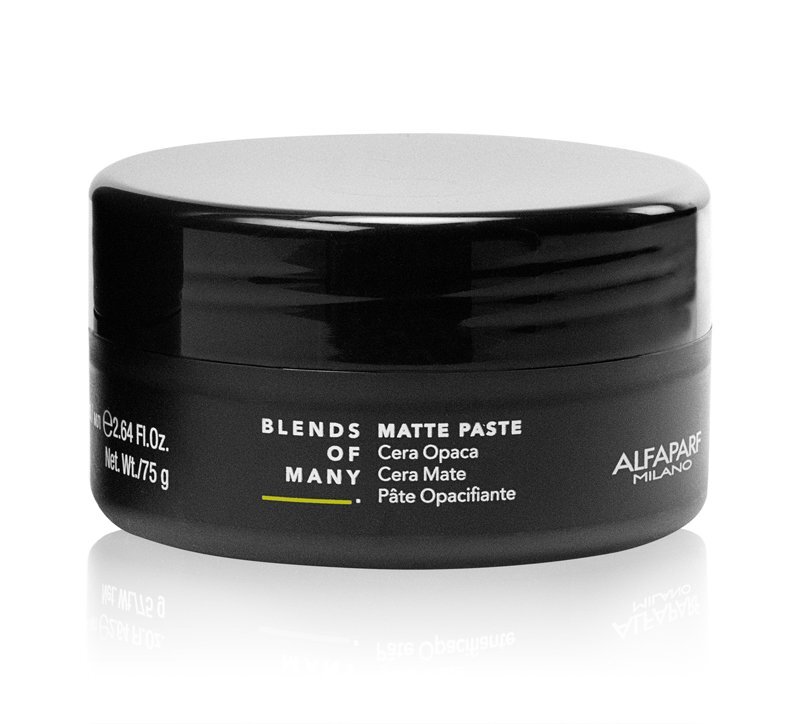 ℮2.64 Fl.Oz.
Net. Wt./75 g
BLENDS
OF
MANY
.
MATTE PASTE
Cera Opaca
Cera Mate
Pâte Opacifiante
ALFAPARF
MILANO